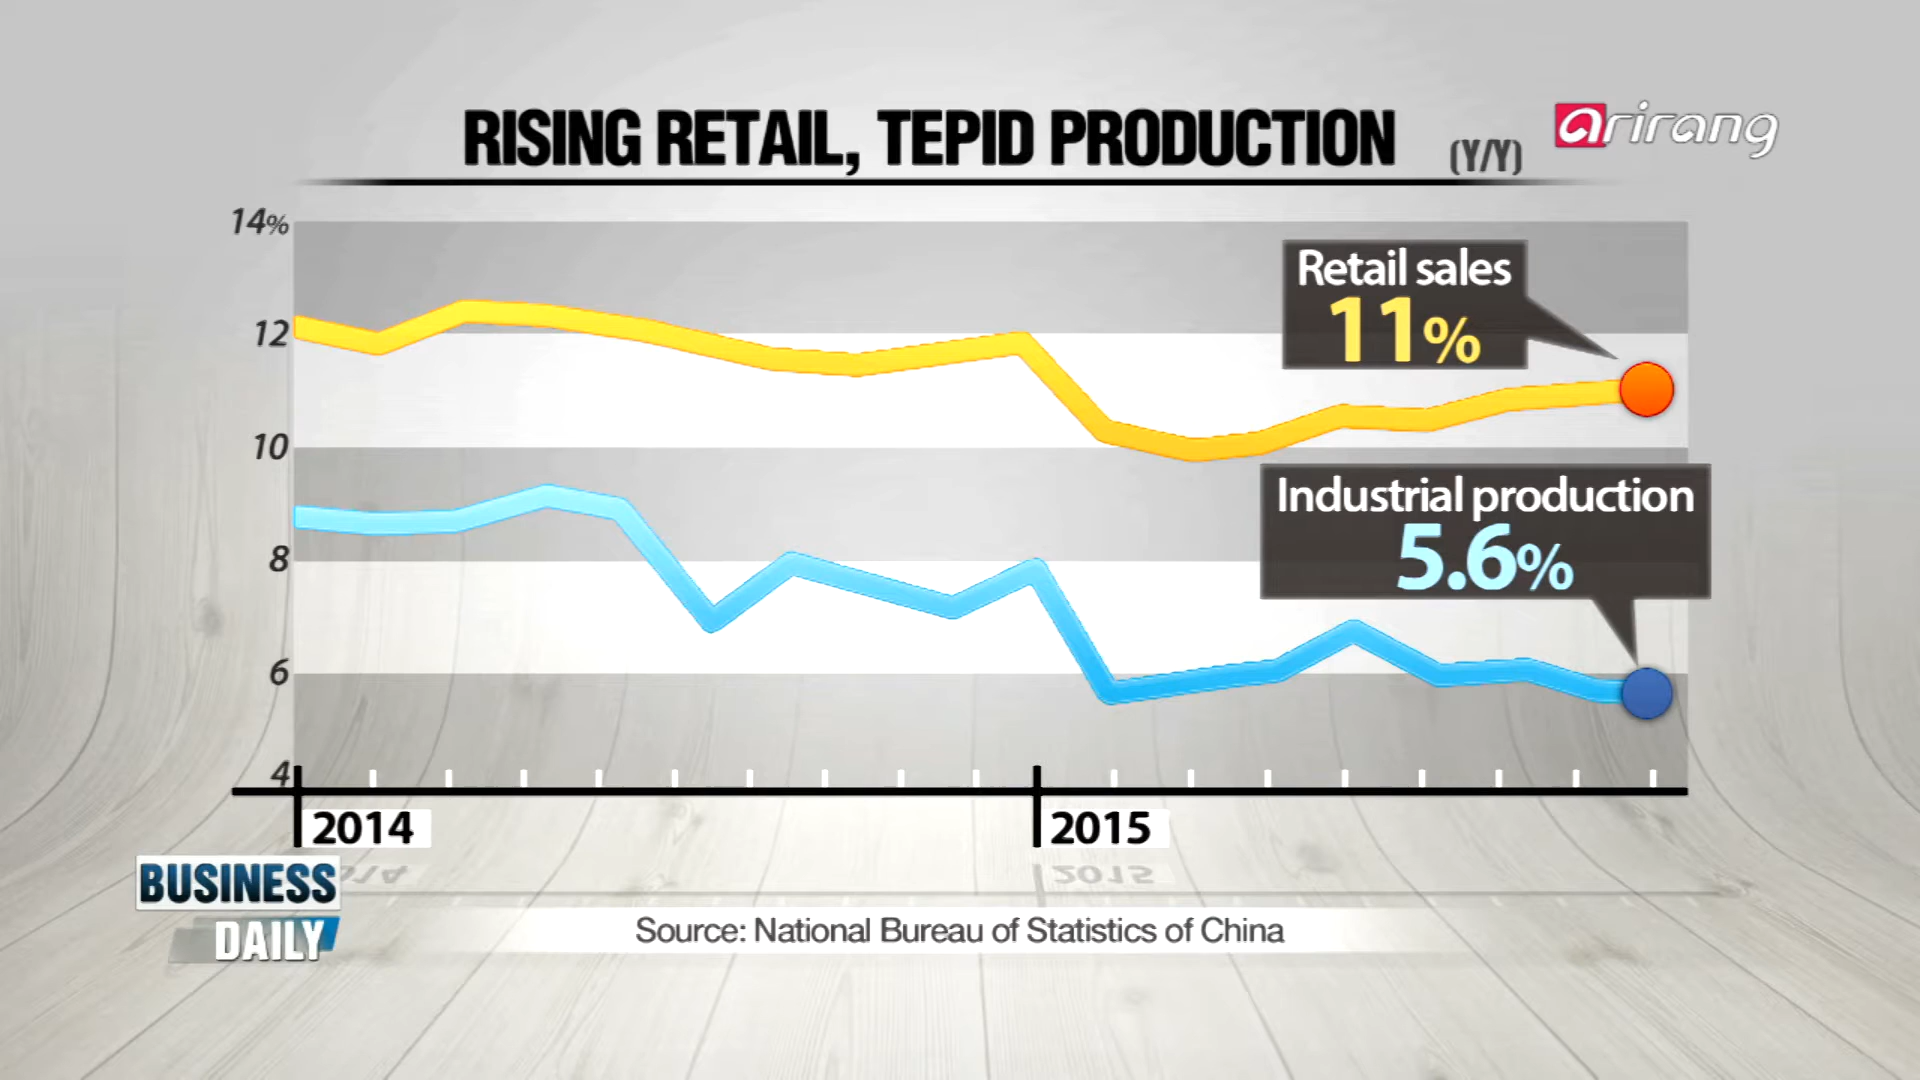 RISING RETAIL, TEPID PRODUCTION (Y/Y)
arirang
14%
12
10
8
6
4
Retail sales
11%
Industrial production
5.6%
2014
2015
BUSINESS
DAILY
Source: National Bureau of Statistics of China